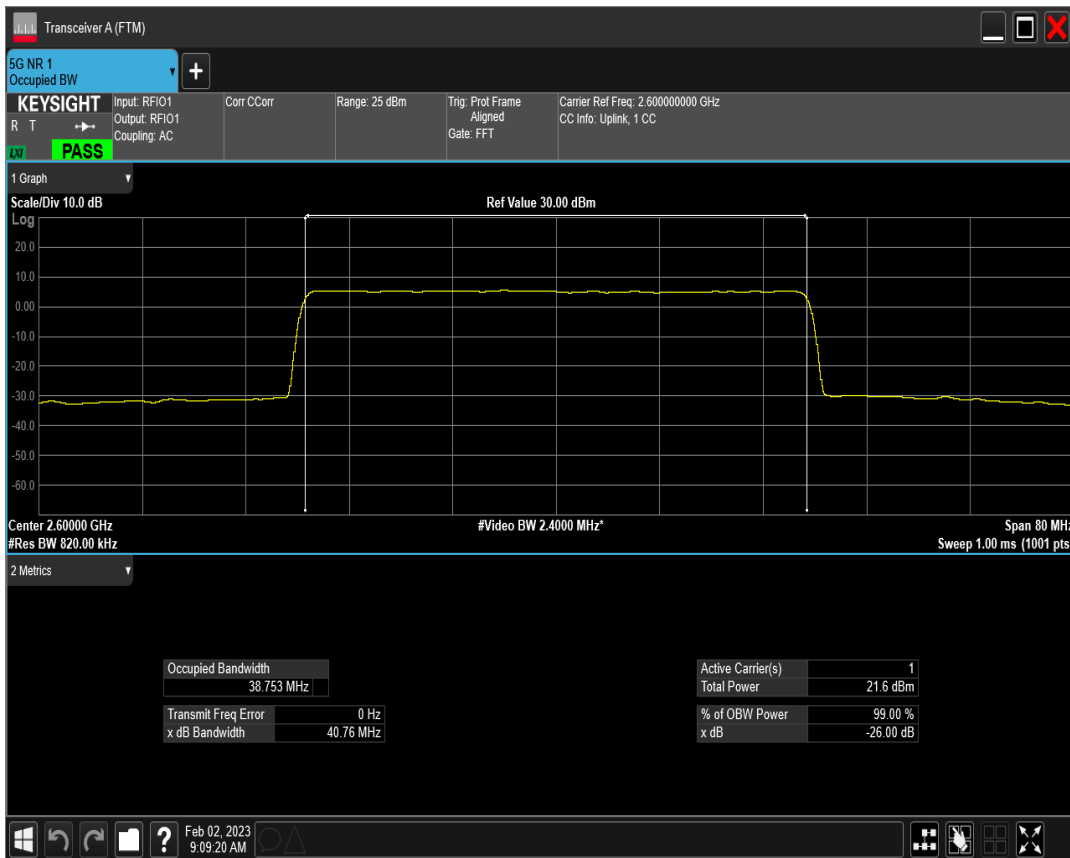 Transceiver A (FTM)
5G NR 1
Occupied BW
+
KEYSIGHT
R T
LXI
PASS
Input: RFIO1
Output: RFIO1
Coupling: AC
Corr CCorr
Range: 25 dBm
Trig: Prot Frame
Aligned
Gate: FFT
Carrier Ref Freq: 2.600000000 GHz
CC Info: Uplink, 1 CC
1 Graph
Scale/Div 10.0 dB
Ref Value 30.00 dBm
Log
20.0
10.0
0.00
-10.0
-20.0
-30.0
-40.0
-50.0
-60.0
Center 2.60000 GHz
#Video BW 2.4000 MHz*
Span 80 MHz
#Res BW 820.00 kHz
Sweep 1.00 ms (1001 pts
2 Metrics
Occupied Bandwidth
38.753 MHz
Transmit Freq Error 0 Hz
x dB Bandwidth 40.76 MHz
Active Carrier(s) 1
Total Power 21.6 dBm
% of OBW Power 99.00 %
x dB -26.00 dB
?
Feb 02, 2023
9:09:20 AM